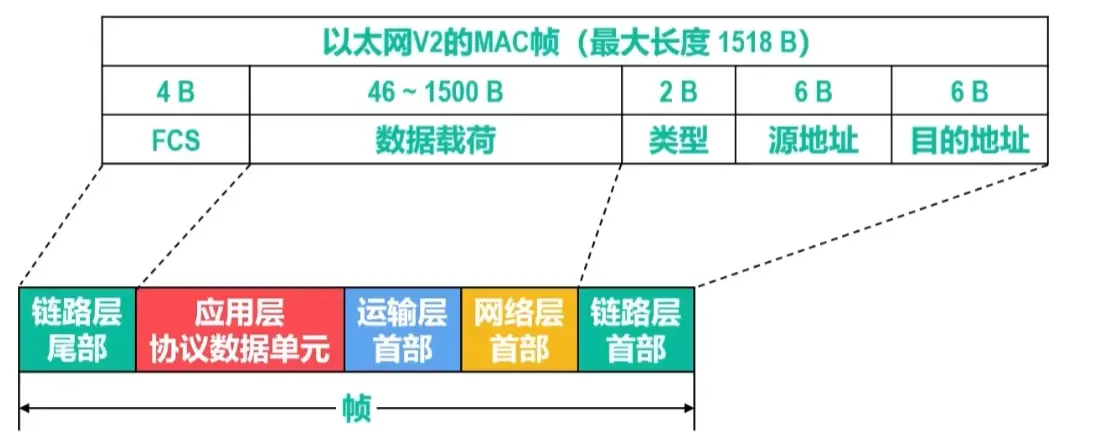 以太网V2的MAC帧（最大长度 1518 B）
4 B
46 ~ 1500 B
2 B
6 B
6 B
FCS
数据载荷
类型
源地址
目的地址
链路层
尾部
应用层
协议数据单元
运输层
首部
网络层
首部
链路层
首部
帧